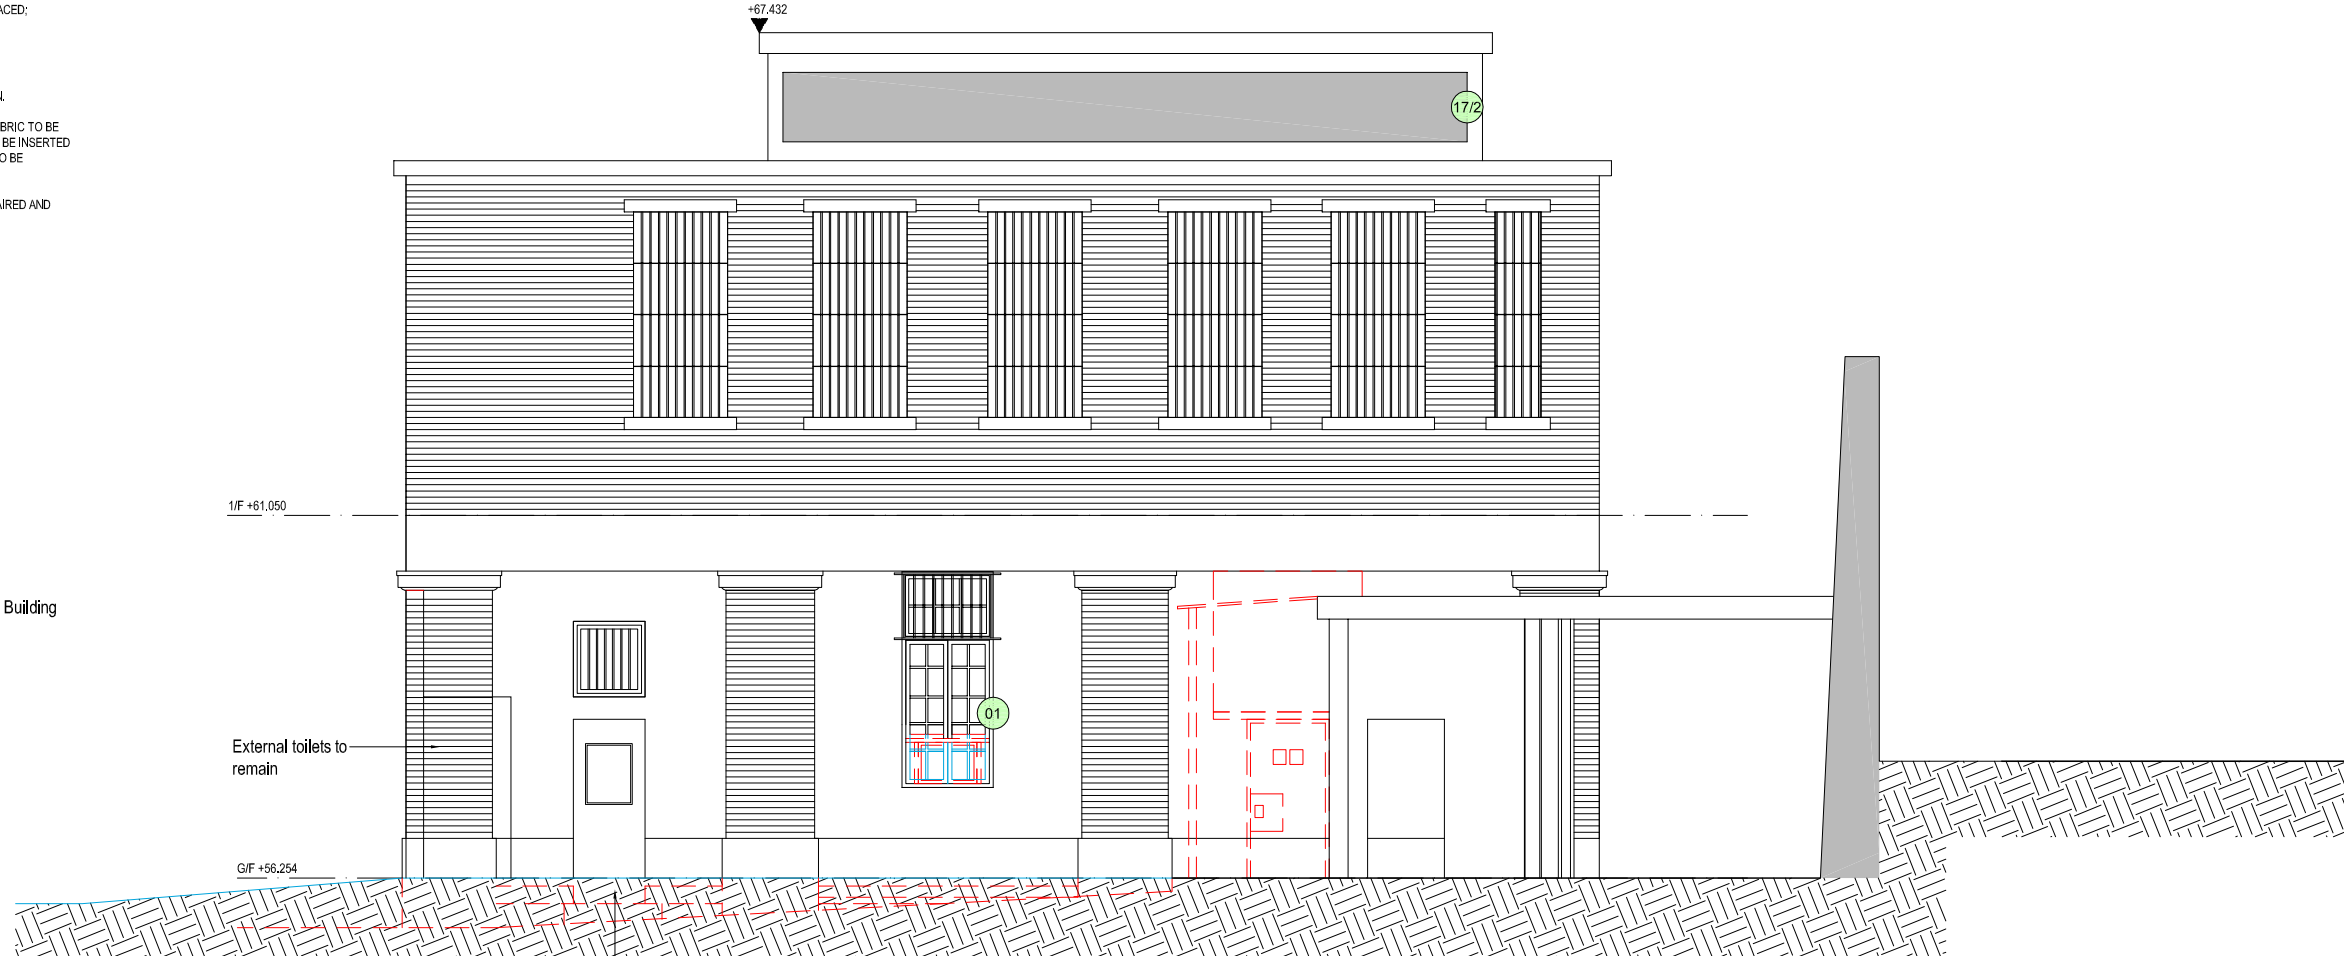 ACED;
N.
BRIC TO BE
BE INSERTED
O BE
AIRED AND
+67.432
17/2
1/F +61.050
Building
01
External toilets to
remain
G/F +56.254